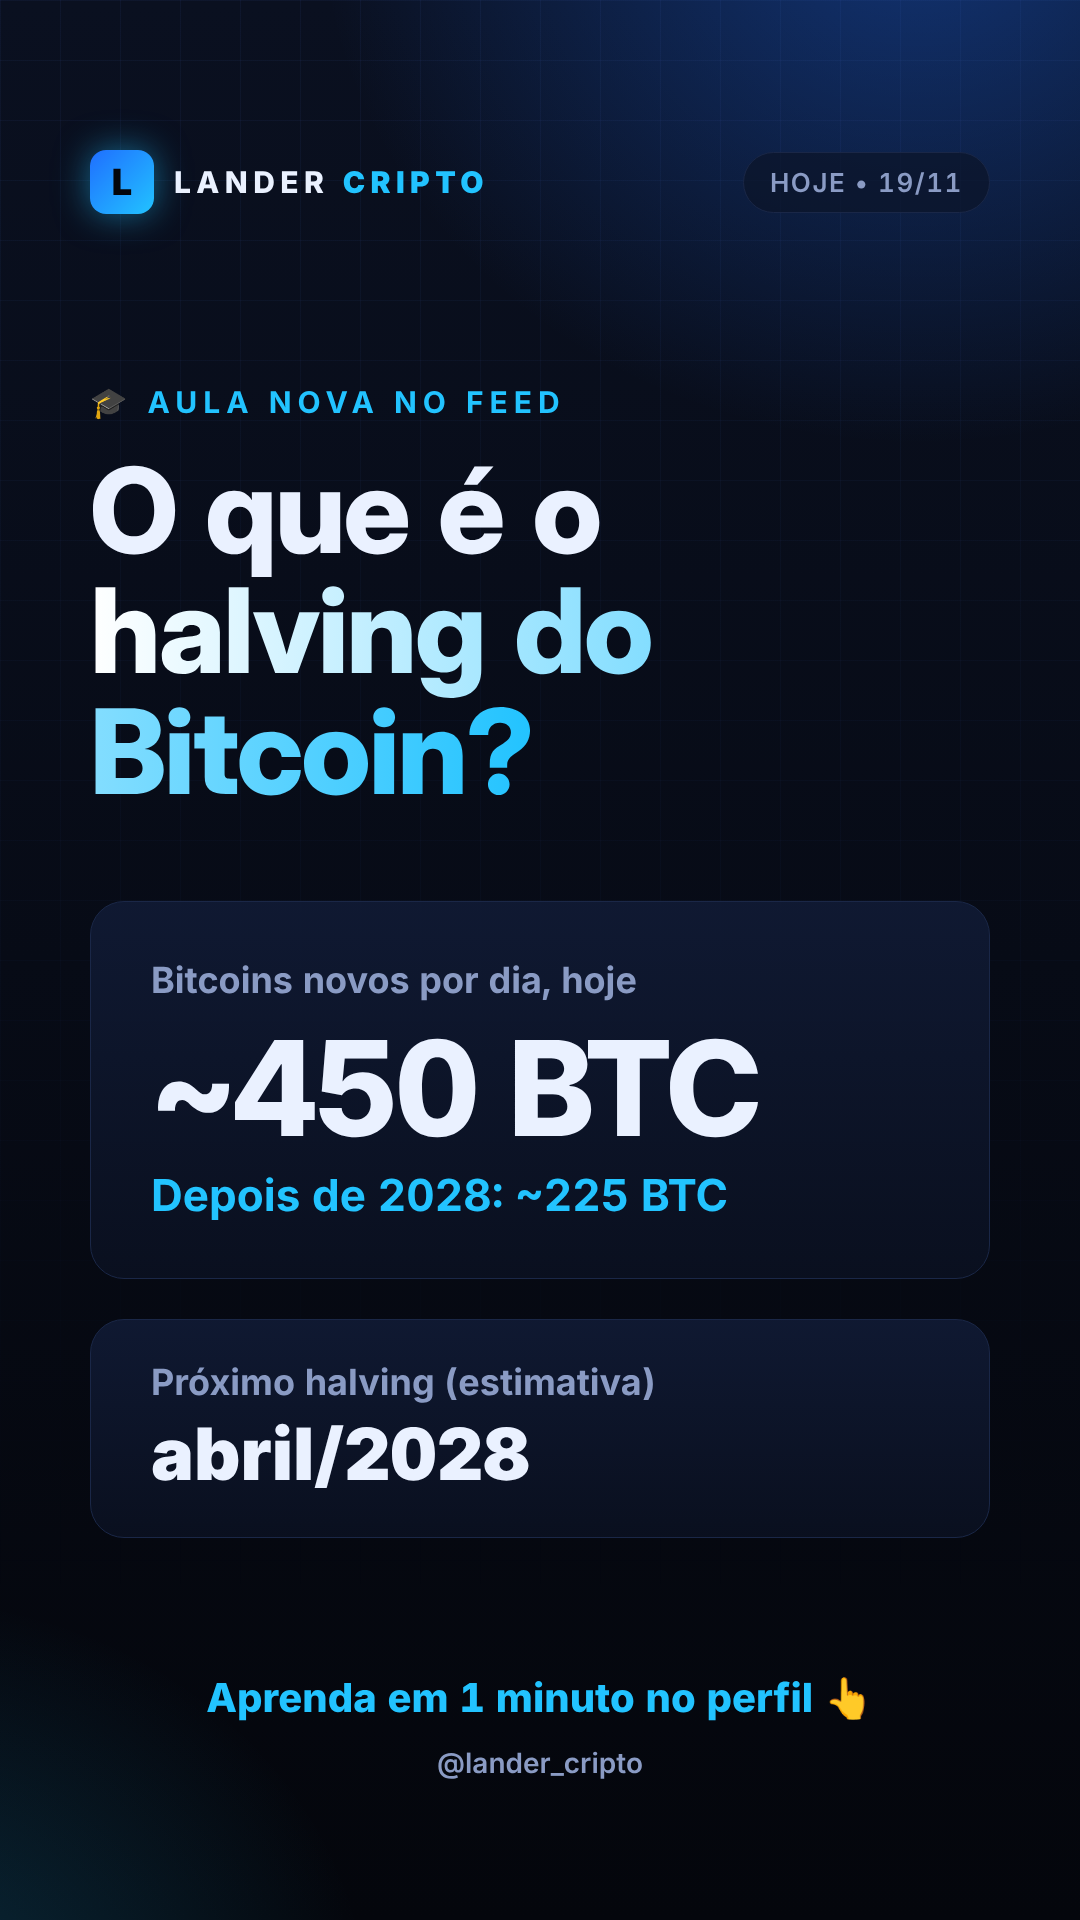 L LANDER CRIPTO
HOJE • 19/11
🎓 AULA NOVA NO FEED
O que é o
halving do
Bitcoin?
Bitcoins novos por dia, hoje
~450 BTC
Depois de 2028: ~225 BTC
Próximo halving (estimativa)
abril/2028
Aprenda em 1 minuto no perfil 👆
@lander_cripto